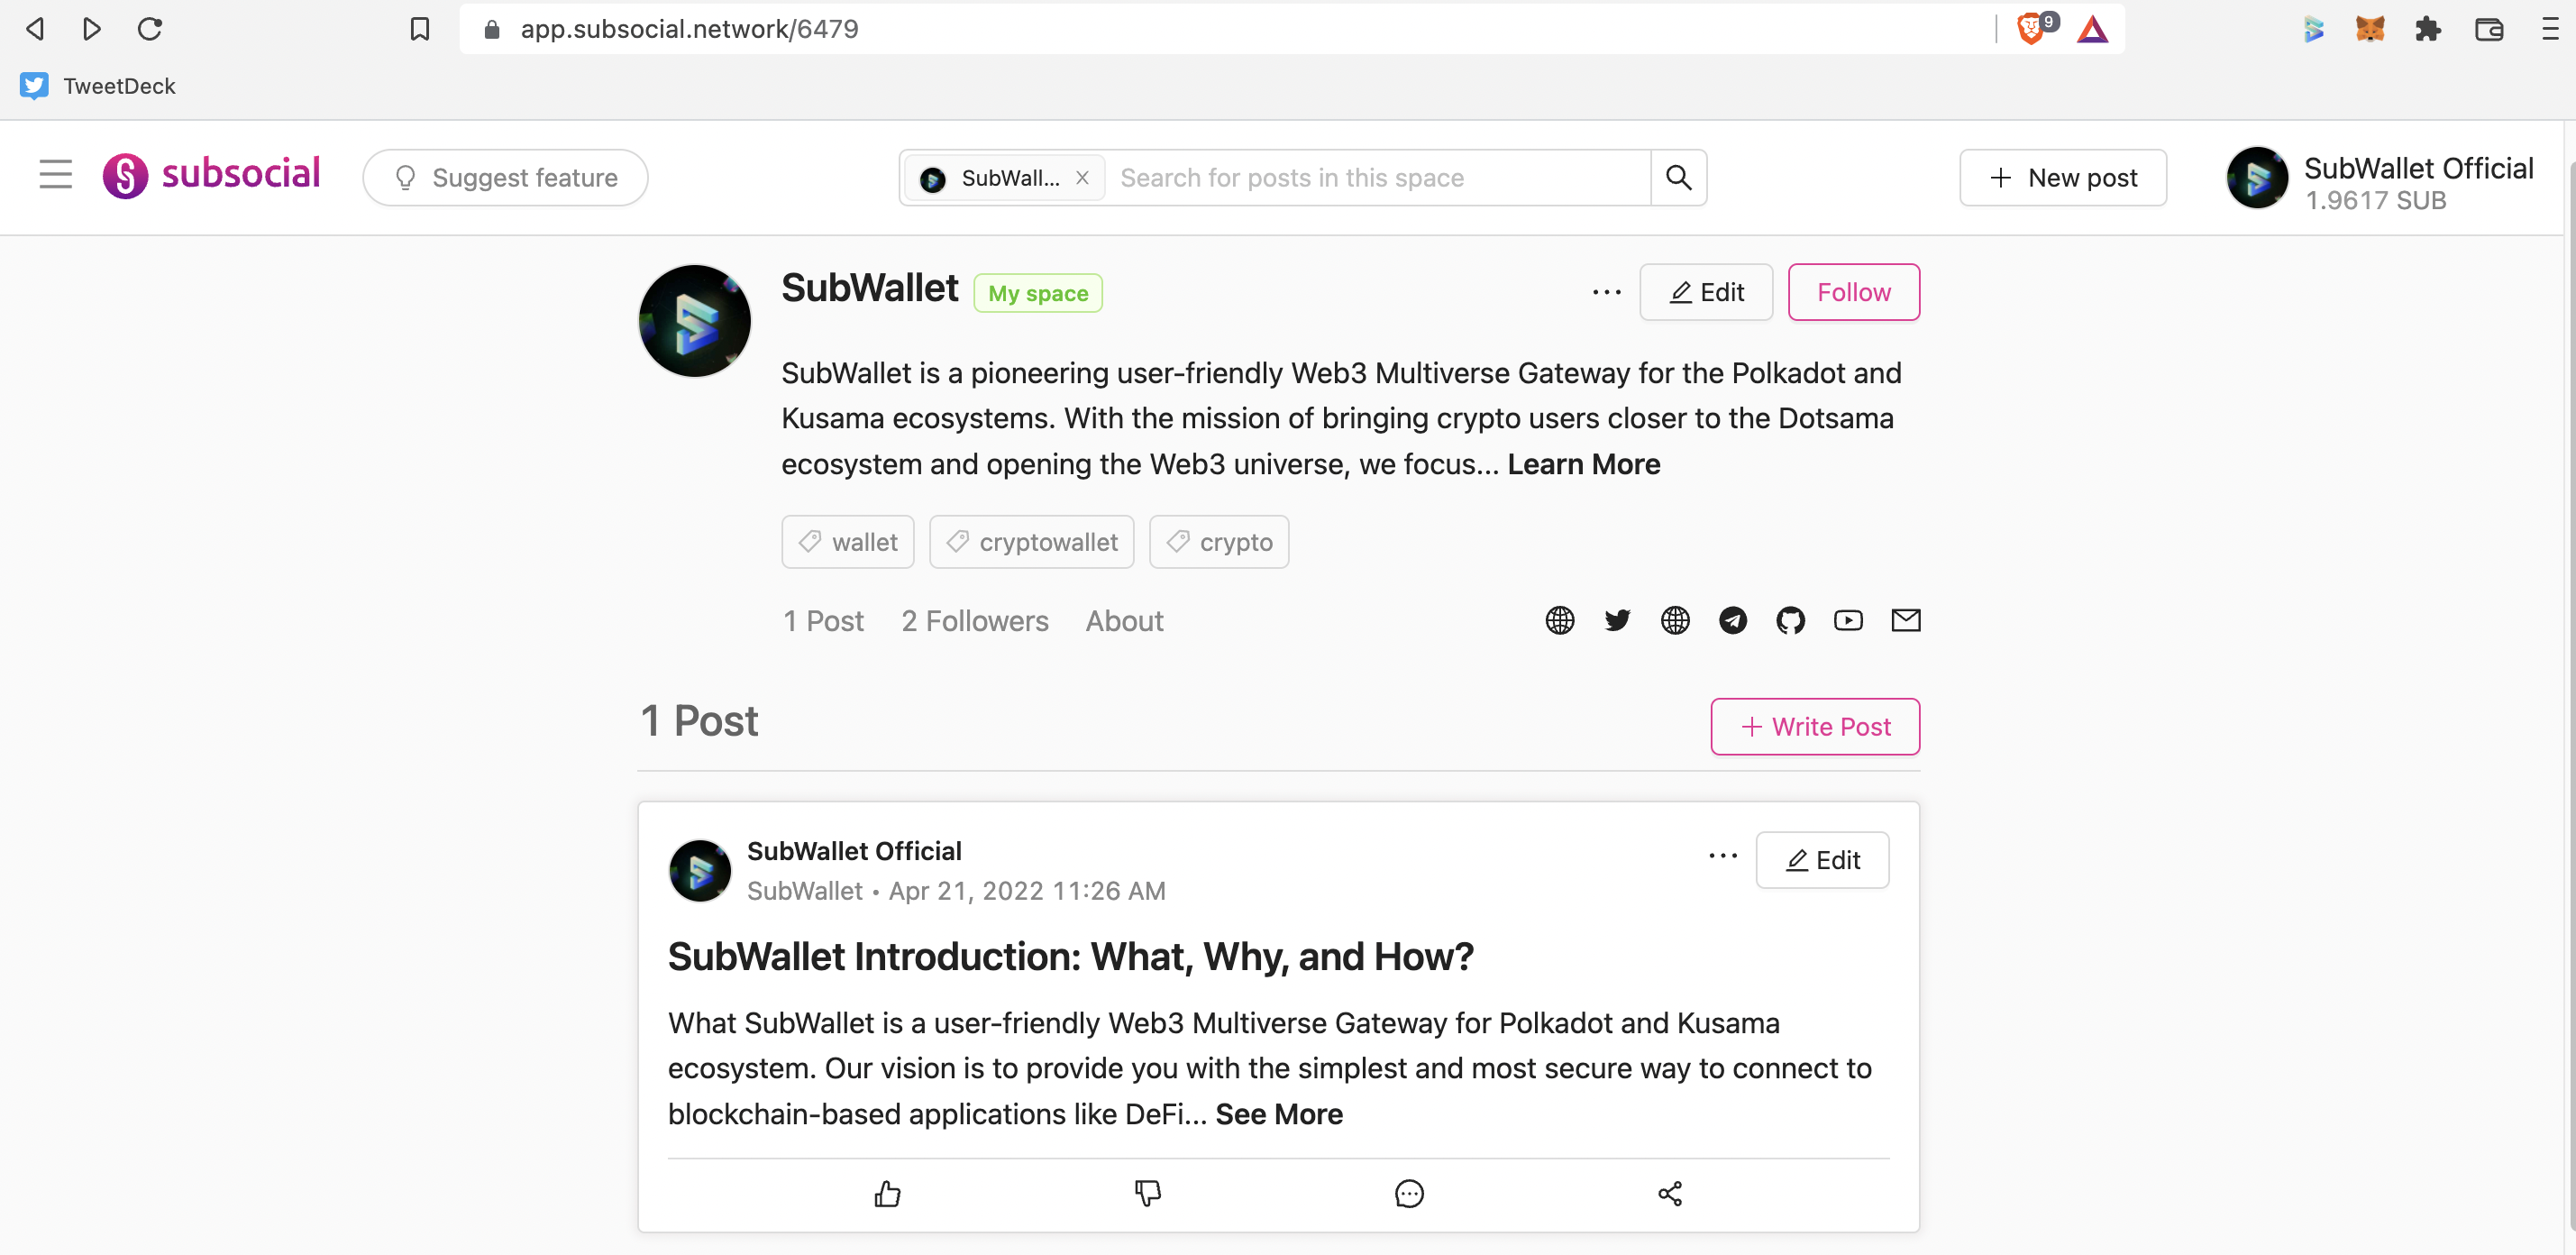 app.subsocial.network/6479
9
TweetDeck
subsocial
Suggest feature
SubWall...
Search for posts in this space
New post
SubWallet Official
1.9617 SUB
SubWallet
My space
Edit
Follow
SubWallet is a pioneering user-friendly Web3 Multiverse Gateway for the Polkadot and
Kusama ecosystems. With the mission of bringing crypto users closer to the Dotsama
ecosystem and opening the Web3 universe, we focus... Learn More
wallet
cryptowallet
crypto
1 Post
2 Followers
About
1 Post
+ Write Post
SubWallet Official
SubWallet • Apr 21, 2022 11:26 AM
Edit
SubWallet Introduction: What, Why, and How?
What SubWallet is a user-friendly Web3 Multiverse Gateway for Polkadot and Kusama
ecosystem. Our vision is to provide you with the simplest and most secure way to connect to
blockchain-based applications like DeFi... See More